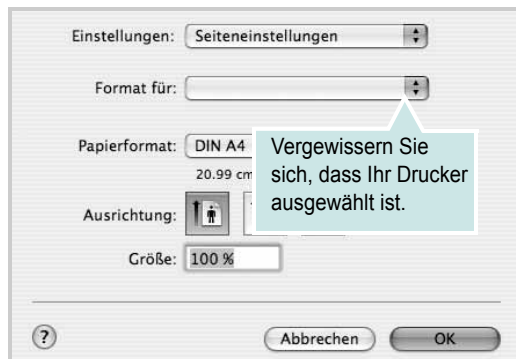 Einstellungen: Seiteneinstellungen
Format für:
Papierformat: DIN A4
20.99 cm
Vergewissern Sie
sich, dass Ihr Drucker
ausgewählt ist.
Ausrichtung:
Größe: 100 %
? Abbrechen OK